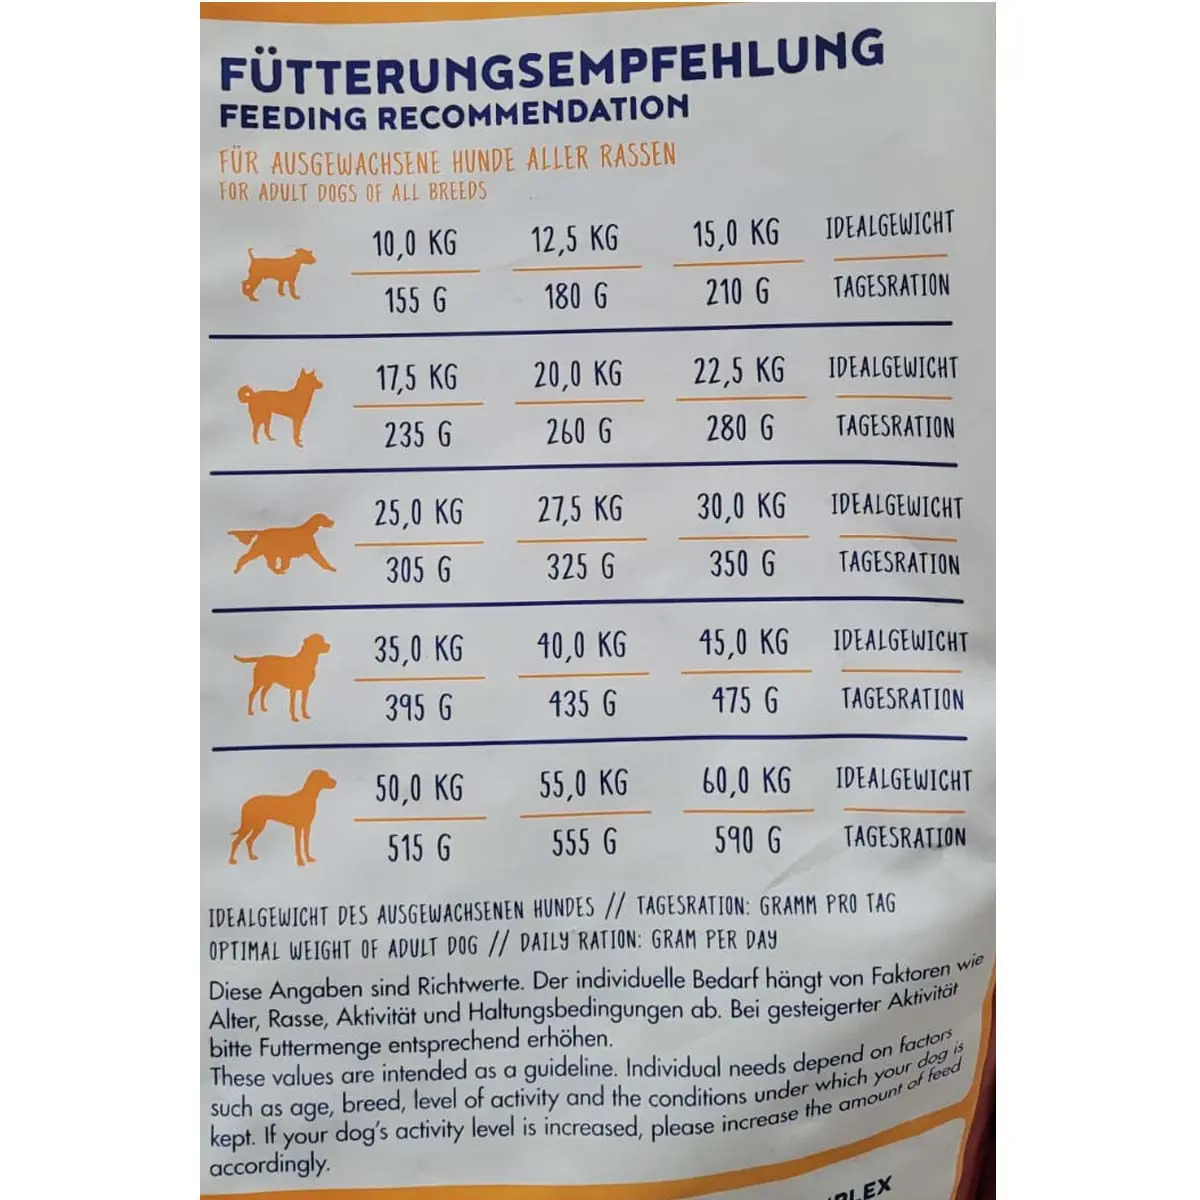 FÜTTERUNGSEMPFEHLUNG
FEEDING RECOMMENDATION
FÜR AUSGEWACHSENE HUNDE ALLER RASSEN
FOR ADULT DOGS OF ALL BREEDS
10,0 KG 12,5 KG 15,0 KG IDEALGEWICHT
155 G 180 G 210 G TAGESRATION
17,5 KG 20,0 KG 22,5 KG IDEALGEWICHT
235 G 260 G 280 G TAGESRATION
25,0 KG 27,5 KG 30,0 KG IDEALGEWICHT
305 G 325 G 350 G TAGESRATION
35,0 KG 40,0 KG 45,0 KG IDEALGEWICHT
395 G 435 G 475 G TAGESRATION
50,0 KG 55,0 KG 60,0 KG IDEALGEWICHT
515 G 555 G 590 G TAGESRATION
IDEALGEWICHT DES AUSGEWACHSENEN HUNDES // TAGESRATION: GRAMM PRO TAG
OPTIMAL WEIGHT OF ADULT DOG // DAILY RATION: GRAM PER DAY
Diese Angaben sind Richtwerte. Der individuelle Bedarf hängt von Faktoren wie
Alter, Rasse, Aktivität und Haltungsbedingungen ab. Bei gesteigerter Aktivität
bitte Futtermenge entsprechend erhöhen.
These values are intended as a guideline. Individual needs depend on factors
such as age, breed, level of activity and the conditions under which your dog is
kept. If your dog's activity level is increased, please increase the amount of feed
accordingly.